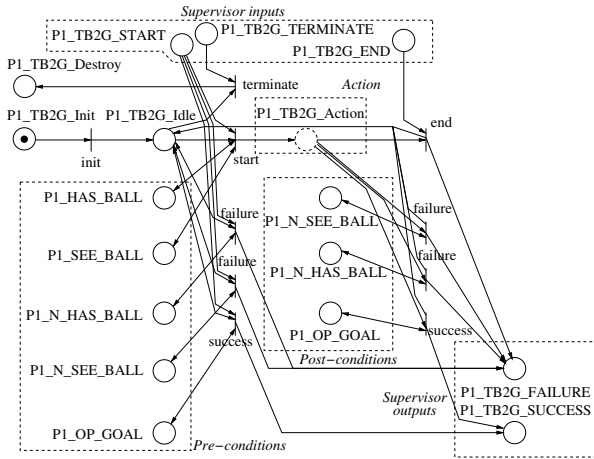 Supervisor inputs
P1_TB2G_START
P1_TB2G_TERMINATE
P1_TB2G_END
P1_TB2G_Destroy
terminate
Action
P1_TB2G_Init
P1_TB2G_Idle
P1_TB2G_Action
end
init
start
P1_HAS_BALL
P1_SEE_BALL
P1_N_HAS_BALL
P1_N_SEE_BALL
P1_OP_GOAL
failure
failure
success
P1_N_SEE_BALL
P1_N_HAS_BALL
P1_OP_GOAL
failure
failure
success
Post−conditions
Pre−conditions
Supervisor
outputs
P1_TB2G_FAILURE
P1_TB2G_SUCCESS